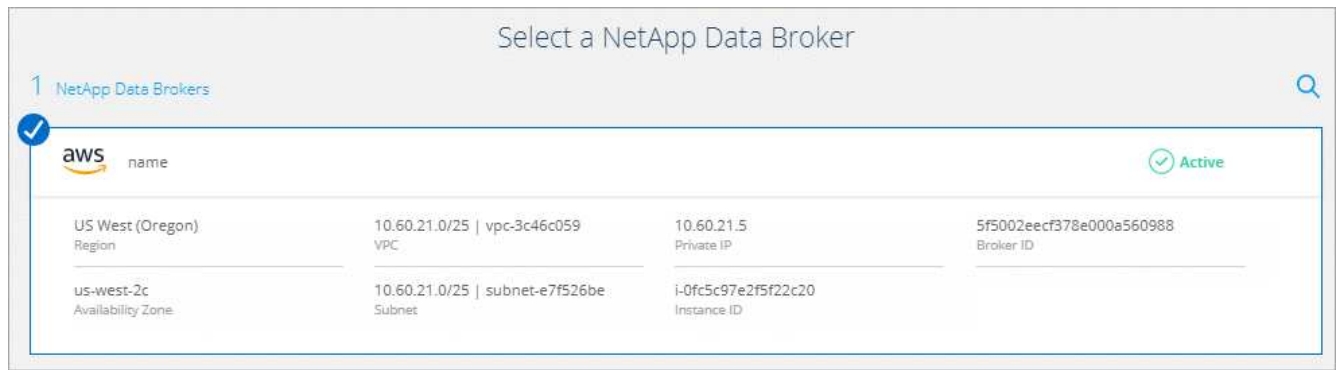 Select a NetApp Data Broker
1 NetApp Data Brokers
aws name Active
US West (Oregon) 10.60.21.0/25 | vpc-3c46c059 10.60.21.5 5f5002eecf378e000a560988
Region VPC Private IP Broker ID
us-west-2c 10.60.21.0/25 | subnet-e7f526be i-0fc5c97e2f5f22c20
Availability Zone Subnet Instance ID